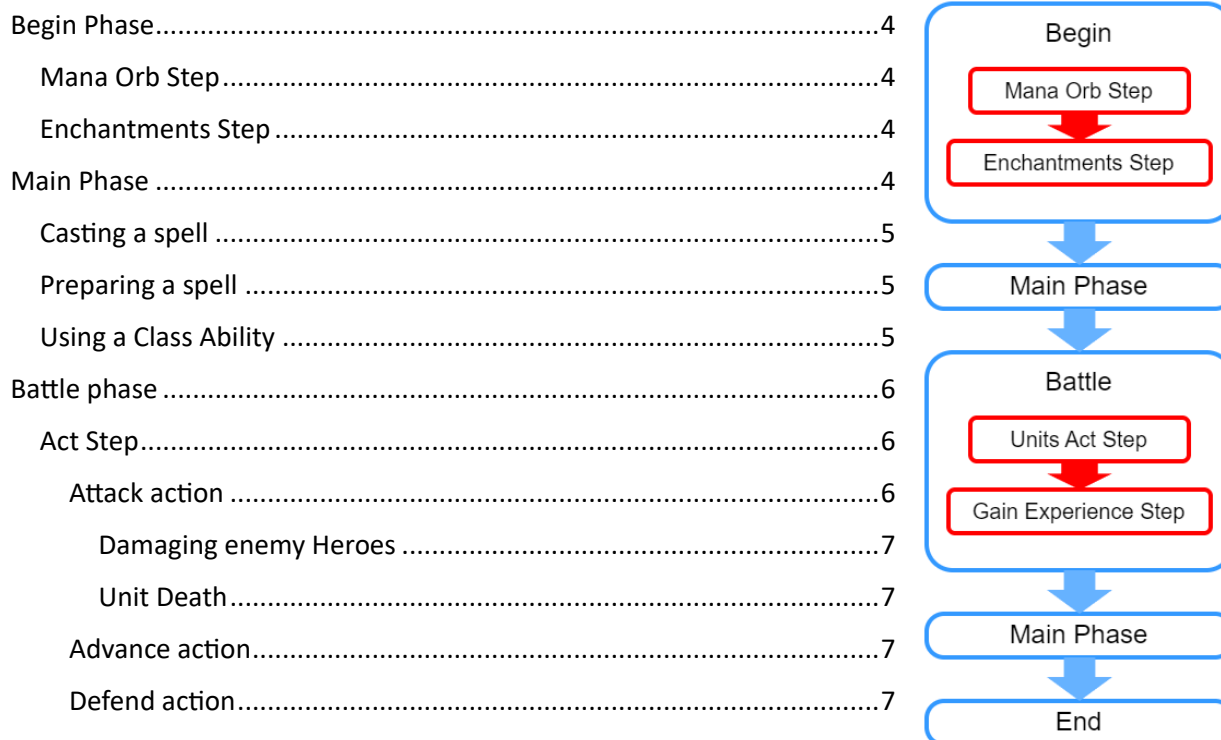 Begin Phase..........................................................................................................4
Mana Orb Step................................................................................................4
Enchantments Step.........................................................................................4
Main Phase..........................................................................................................4
Casting a spell.................................................................................................5
Preparing a spell.............................................................................................5
Using a Class Ability........................................................................................5
Battle phase.........................................................................................................6
Act Step............................................................................................................6
Attack action................................................................................................6
Damaging enemy Heroes.........................................................................7
Unit Death................................................................................................7
Advance action.............................................................................................7
Defend action...............................................................................................7
Begin
Mana Orb Step
Enchantments Step
Main Phase
Battle
Units Act Step
Gain Experience Step
Main Phase
End